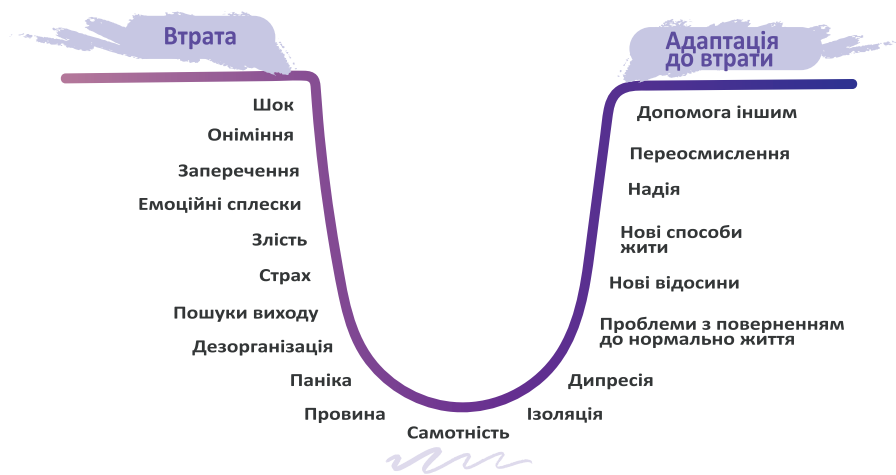 Втрата
Шок
Оніміння
Заперечення
Емоційні сплески
Злість
Страх
Пошуки виходу
Дезорганізація
Паніка
Провина
Самотність
Ізоляція
Дипресія
Проблеми з поверненням
до нормально життя
Нові відосини
Нові способи
жити
Надія
Переосмислення
Допомога іншим
Адаптація
до втрати